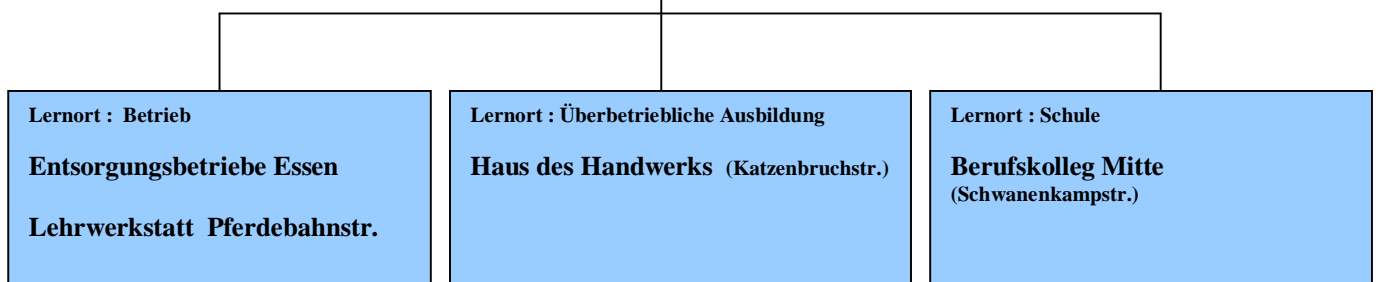 Lernort : Betrieb
Entsorgungsbetriebe Essen
Lehrwerkstatt Pferdebahnstr.
Lernort : Überbetriebliche Ausbildung
Haus des Handwerks (Katzenbruchstr.)
Lernort : Schule
Berufskolleg Mitte
(Schwanenkampstr.)